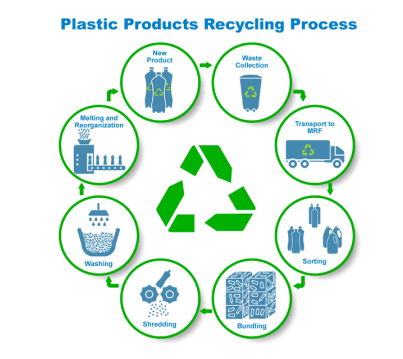 Plastic Products Recycling Process
New
Product
Waste
Collection
Transport to
MRF
Sorting
Bundling
Shredding
Washing
Melting and
Reorganization